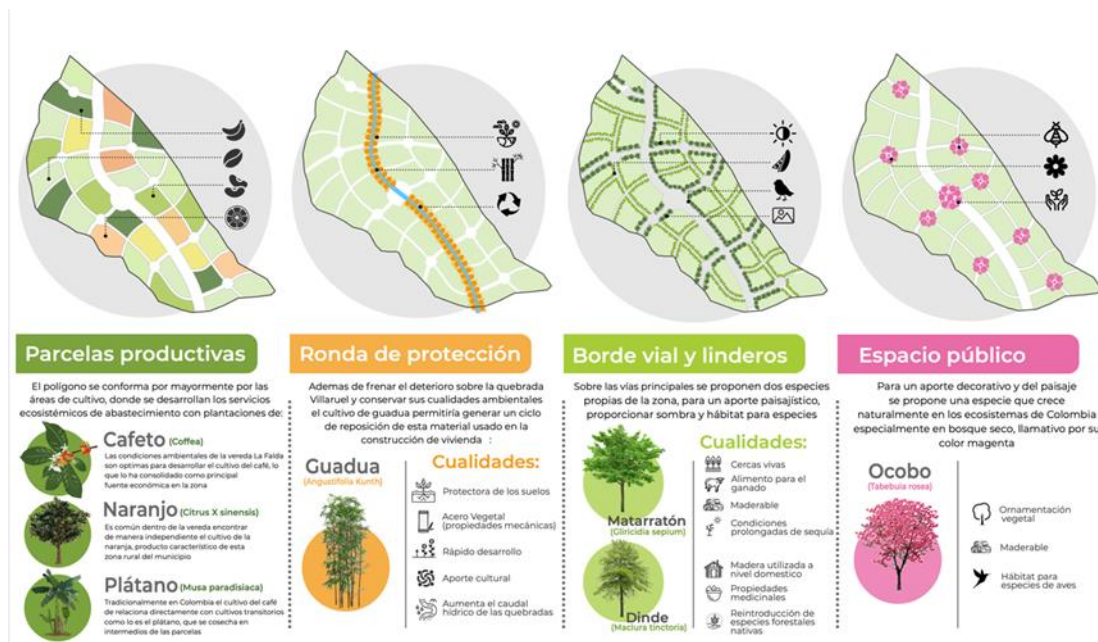 Parcelas productivas
El polígono se conforma por mayormente por las
áreas de cultivo, donde se desarrollan los servicios
ecosistémicos de abastecimiento con plantaciones de:
Cafeto (Coffea)
Las condiciones ambientales de la vereda La Falda
son optimas para desarrollar el cultivo del café, lo
que lo ha consolidado como principal
fuente económica en la zona
Naranjo (Citrus X sinensis)
Es común dentro de la vereda encontrar
de manera independiente el cultivo de la
naranja, producto característico de esta
zona rural del municipio
Plátano (Musa paradisiaca)
Tradicionalmente en Colombia el cultivo del café
de relaciona directamente con cultivos transitorios
como lo es el plátano, que se cosecha en
intermedios de las parcelas
Ronda de protección
Ademas de frenar el deterioro sobre la quebrada
Villaruel y conservar sus cualidades ambientales
el cultivo de guadua permitiría generar un ciclo
de reposición de esta material usado en la
construcción de vivienda :
Guadua
(Angustifolia Kunth)
Cualidades:
Protectora de los suelos
Acero Vegetal
(propiedades mecánicas)
Rápido desarrollo
Aporte cultural
Aumenta el caudal
hídrico de las quebradas
Borde vial y linderos
Sobre las vías principales se proponen dos especies
propias de la zona, para un aporte paisajístico,
proporcionar sombra y hábitat para especies
Matarratón
(Gliricidia sepium)
Dinde
(Maclura tinctoria)
Cualidades:
Cercas vivas
Alimento para el
ganado
Maderable
Condiciones
prolongadas de sequía
Madera utilizada a
nivel domestico
Propiedades
medicinales
Reintroducción de
especies forestales
nativas
Espacio público
Para un aporte decorativo y del paisaje
se propone una especie que crece
naturalmente en los ecosistemas de Colombia
especialmente en bosque seco, llamativo por su
color magenta
Ocobo
(Tabebuia rosea)
Ornamentación
vegetal
Maderable
Hábitat para
especies de aves